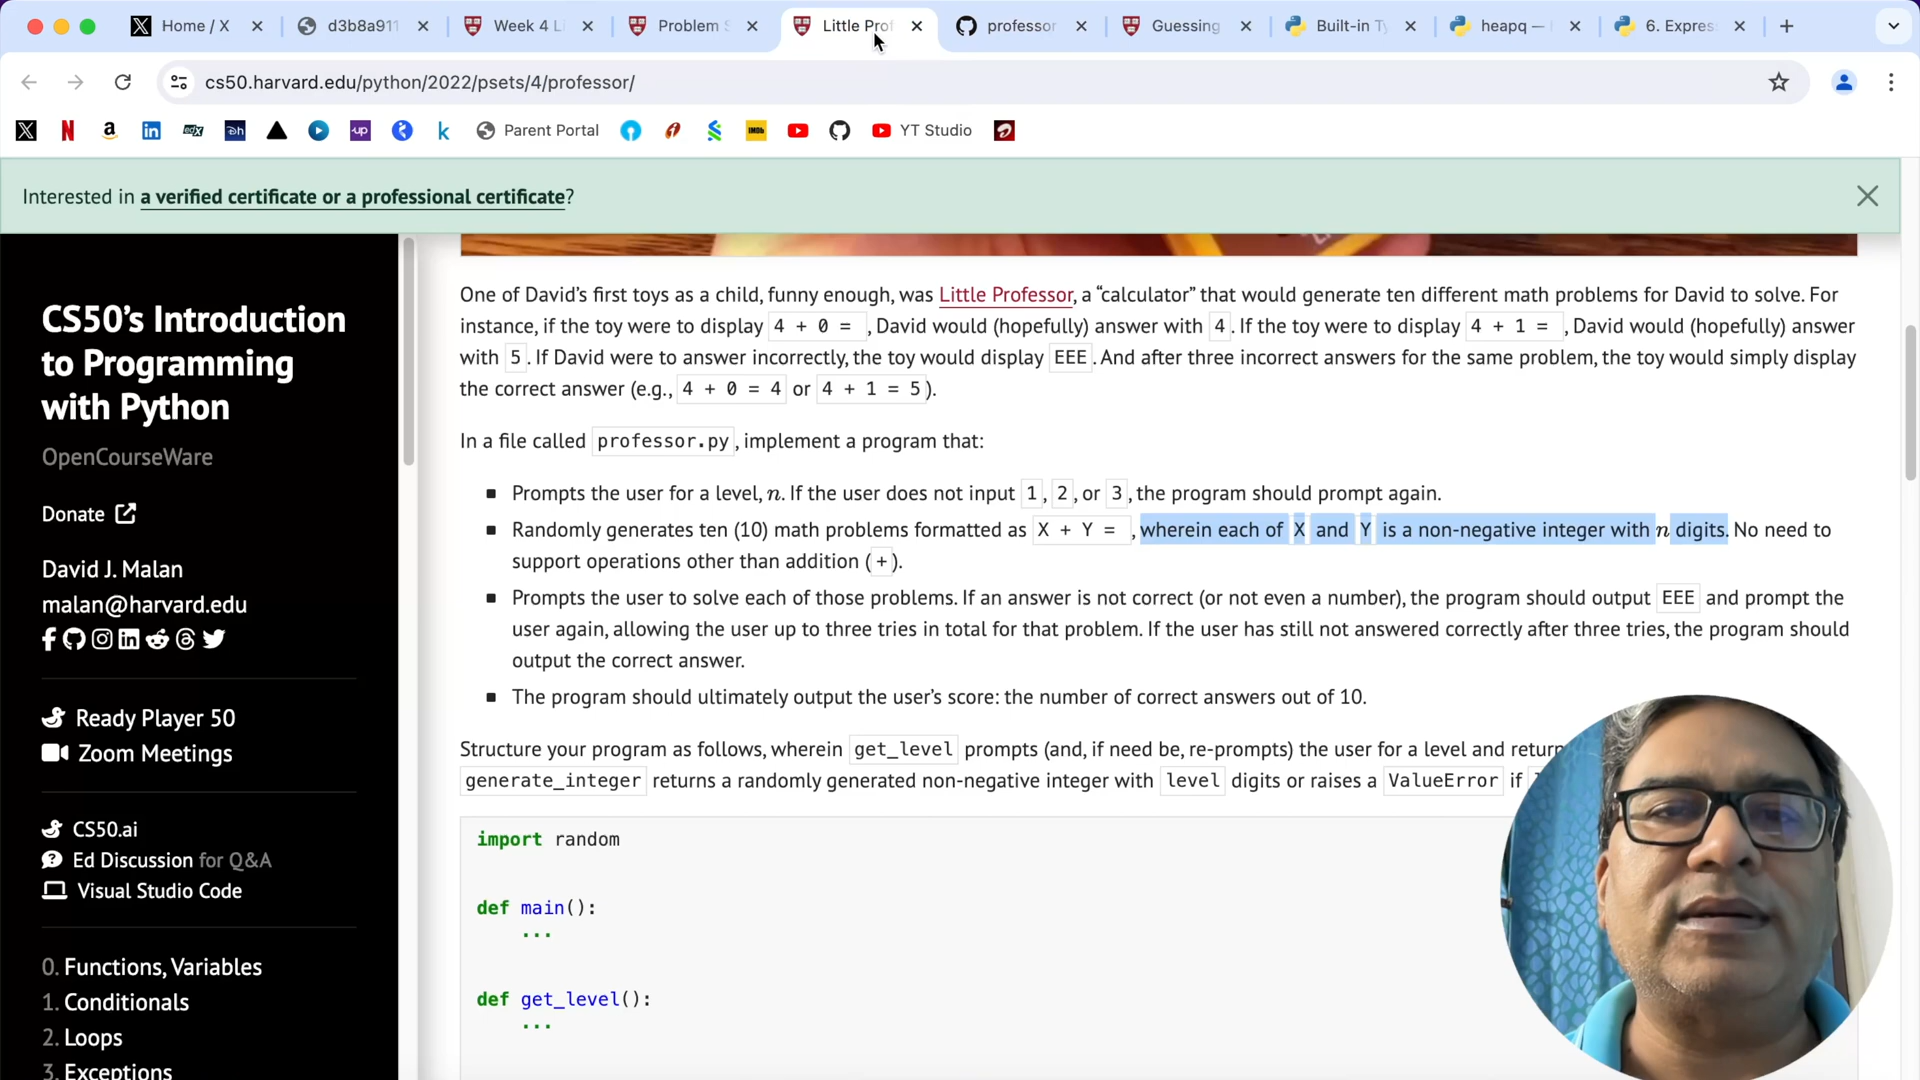 Home / X
d3b8a911
Week 4 L
Problem S
Little Prof
professor
Guessing
Built-in Ty
heapq —
6. Expres
cs50.harvard.edu/python/2022/psets/4/professor/
Parent Portal
YT Studio
Interested in a verified certificate or a professional certificate?
CS50's Introduction
to Programming
with Python
OpenCourseWare
Donate
David J. Malan
malan@harvard.edu
Ready Player 50
Zoom Meetings
CS50.ai
Ed Discussion for Q&A
Visual Studio Code
0. Functions, Variables
1. Conditionals
2. Loops
3. Exceptions
One of David's first toys as a child, funny enough, was Little Professor, a “calculator” that would generate ten different math problems for David to solve. For
instance, if the toy were to display 4 + 0 = , David would (hopefully) answer with 4. If the toy were to display 4 + 1 = , David would (hopefully) answer
with 5. If David were to answer incorrectly, the toy would display EEE. And after three incorrect answers for the same problem, the toy would simply display
the correct answer (e.g., 4 + 0 = 4 or 4 + 1 = 5).
In a file called professor.py, implement a program that:
Prompts the user for a level, n. If the user does not input 1, 2, or 3, the program should prompt again.
Randomly generates ten (10) math problems formatted as X + Y = , wherein each of X and Y is a non-negative integer with n digits. No need to
support operations other than addition (+).
Prompts the user to solve each of those problems. If an answer is not correct (or not even a number), the program should output EEE and prompt the
user again, allowing the user up to three tries in total for that problem. If the user has still not answered correctly after three tries, the program should
output the correct answer.
The program should ultimately output the user's score: the number of correct answers out of 10.
Structure your program as follows, wherein get_level prompts (and, if need be, re-prompts) the user for a level and return
generate_integer returns a randomly generated non-negative integer with level digits or raises a ValueError if
import random
def main():
...
def get_level():
...